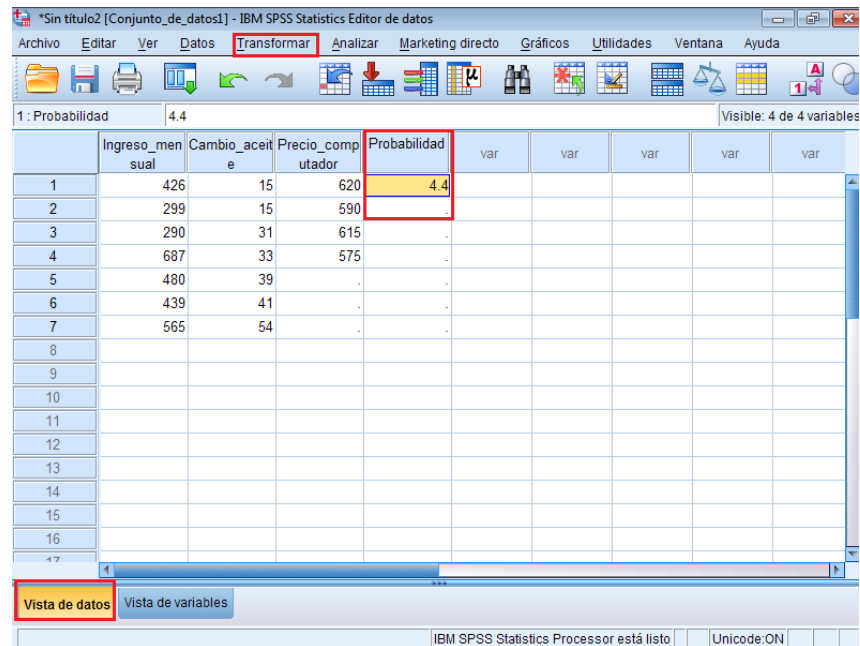 *Sin título2 [Conjunto_de_datos1] - IBM SPSS Statistics Editor de datos
Archivo Editar Ver Datos Transformar Analizar Marketing directo Gráficos Utilidades Ventana Ayuda
1 : Probabilidad 4.4 Visible: 4 de 4 variables
Ingreso_mensual Cambio_aceite Precio_computador Probabilidad var var var var var
1 426 15 620 4.4
2 299 15 590 .
3 290 31 615 .
4 687 33 575 .
5 480 39 . .
6 439 41 . .
7 565 54 . .
8
9
10
11
12
13
14
15
16
17
Vista de datos Vista de variables
IBM SPSS Statistics Processor está listo Unicode:ON